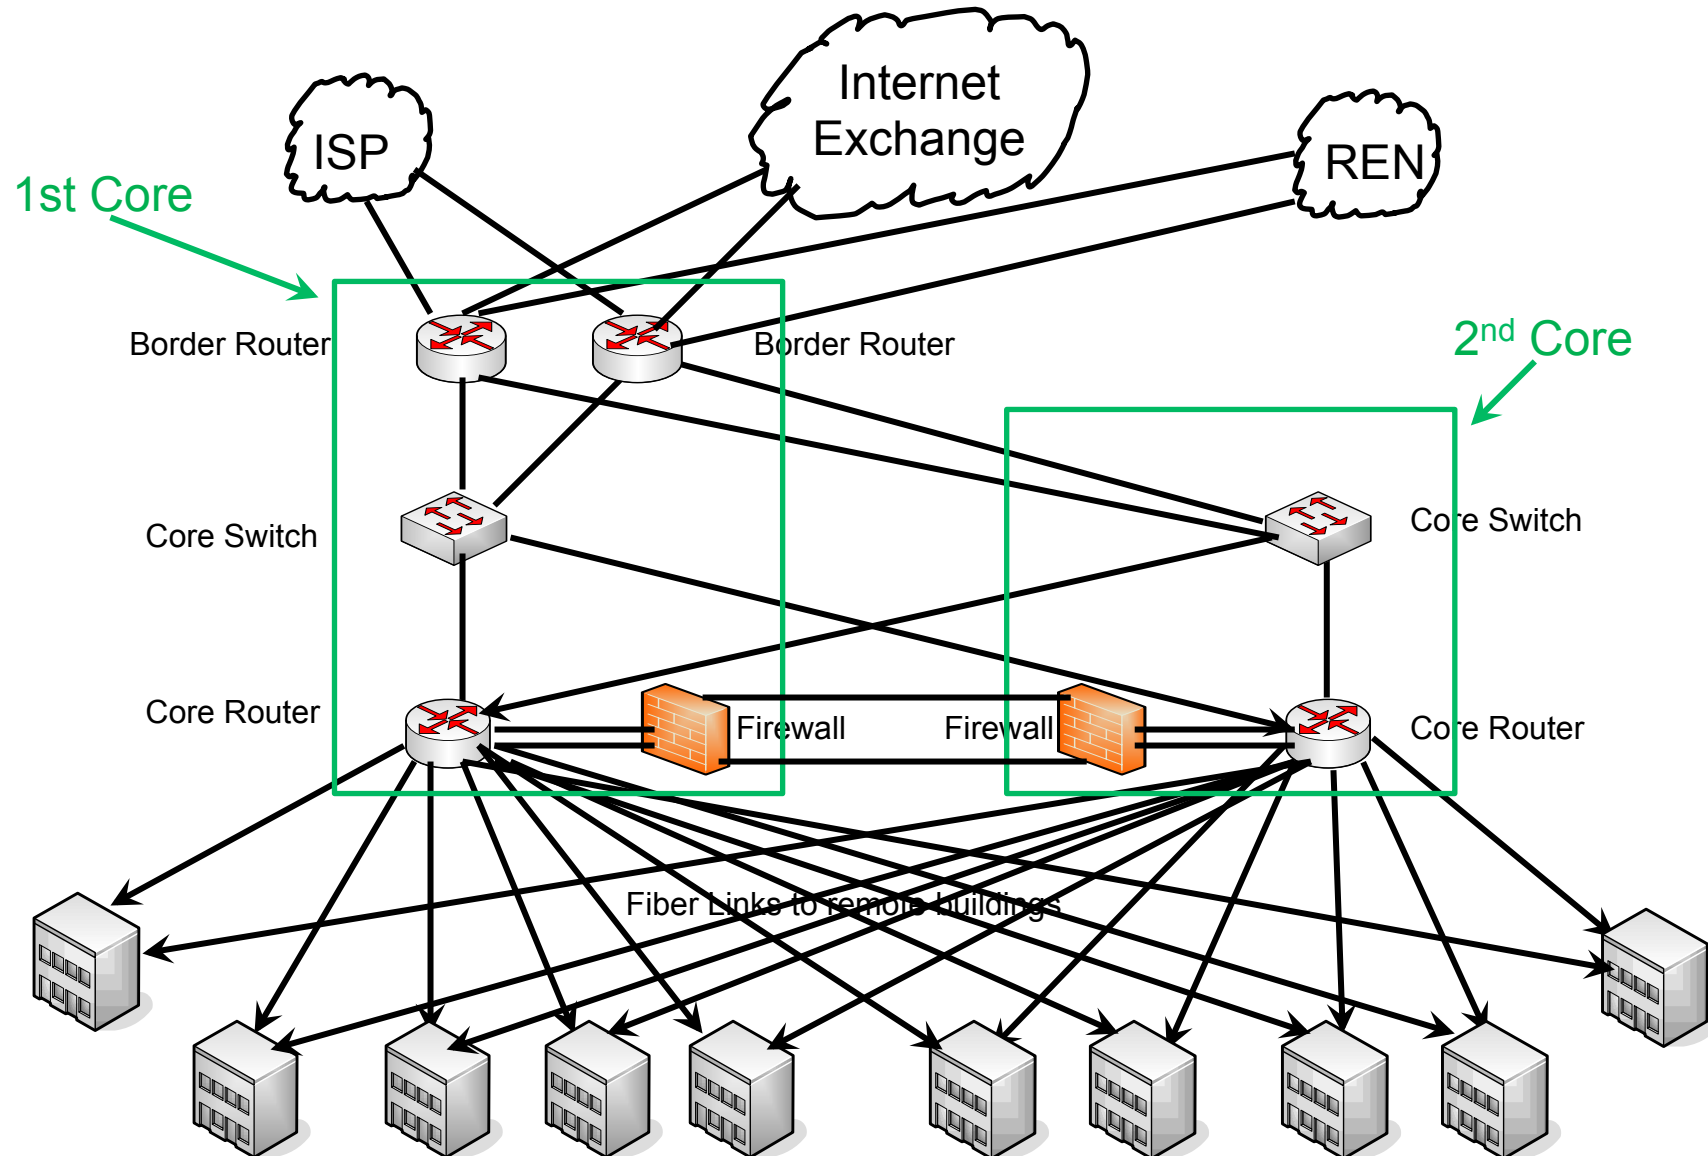 Internet
Exchange
ISP
REN
1st Core
Border Router
Border Router
2nd Core
Core Switch
Core Switch
Core Router
Firewall
Firewall
Core Router
Fiber Links to remote buildings